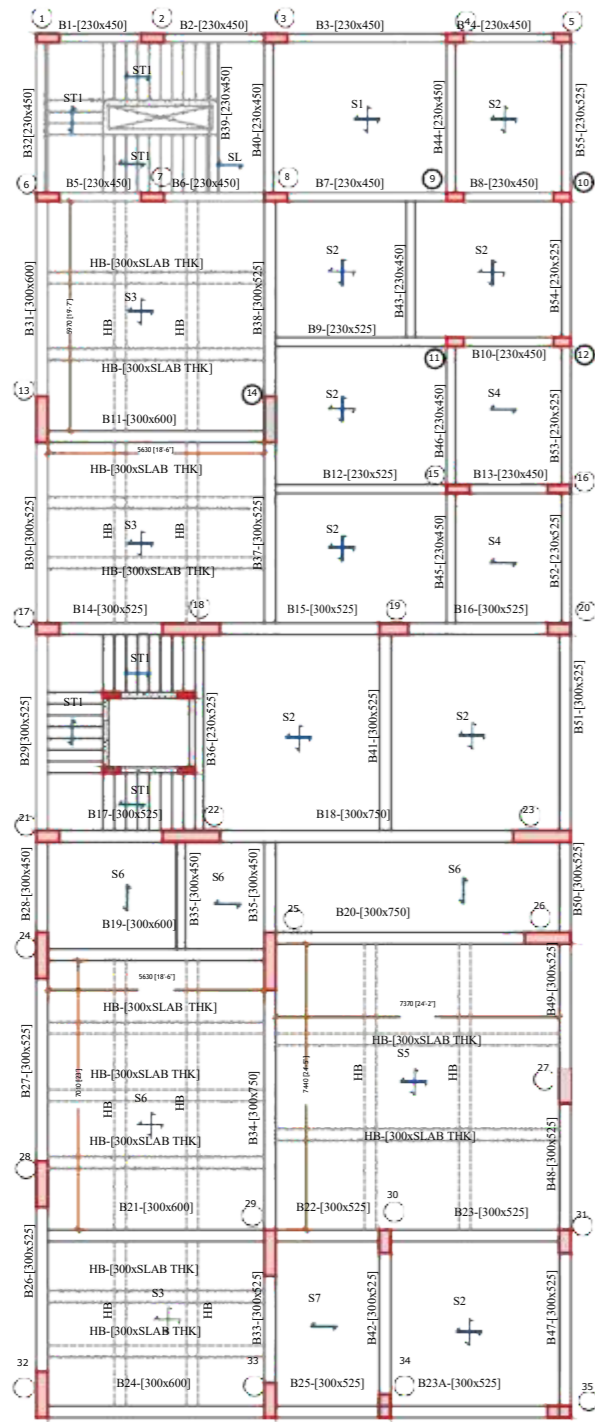 1 2 3 4 5
B1-[230x450] B2-[230x450] B3-[230x450] B4-[230x450]
ST1
ST1
B32[230x450]
B39-[230x450]
B40-[230x450]
S1
B44-[230x450]
S2
B55-[230x525]
ST1 SL
6 B5-[230x450] 7 B6-[230x450] 8 B7-[230x450] 9 B8-[230x450] 10
HB-[300xSLAB THK]
B31-[300x600]
5970 [19'-7"]
S3
HB HB
B38-[300x525]
S2
B43-[230x450]
S2
B54-[230x525]
HB-[300xSLAB THK]
B9-[230x525]
11 B10-[230x450] 12
13 14
B11-[300x600]
5630 [18'-6"]
S2
B46-[230x450]
S4
B53-[230x525]
HB-[300xSLAB THK]
B12-[230x525] 15 B13-[230x450] 16
B30-[300x525]
S3
HB HB
B37-[300x525]
S2
B45-[230x450]
S4
B52-[230x525]
HB-[300xSLAB THK]
17 B14-[300x525] 18 B15-[300x525] 19 B16-[300x525] 20
ST1
ST1
B29[300x525]
B36-[230x525]
S2
B41-[300x525]
S2
B51-[300x525]
ST1
21 B17-[300x525] 22 B18-[300x750] 23
B28-[300x450]
S6
B35-[300x450]
S6
B35-[300x450]
S6
B50-[300x525]
24 B19-[300x600] 25 B20-[300x750] 26
5630 [18'-6"]
HB-[300xSLAB THK]
7370 [24'-2"]
B49-[300x525]
HB-[300xSLAB THK]
B27-[300x525]
7010 [23']
HB-[300xSLAB THK]
S6
HB HB
B34-[300x750]
7440 [24'-5"]
HB S5 HB
27
HB-[300xSLAB THK]
HB-[300xSLAB THK]
B48-[300x525]
28
B21-[300x600] 29 B22-[300x525] 30 B23-[300x525] 31
B26-[300x525]
HB-[300xSLAB THK]
S3
HB HB
B33-[300x525]
S7
B42-[300x525]
S2
B47-[300x525]
HB-[300xSLAB THK]
32 B24-[300x600] 33 B25-[300x525] 34 B23A-[300x525] 35